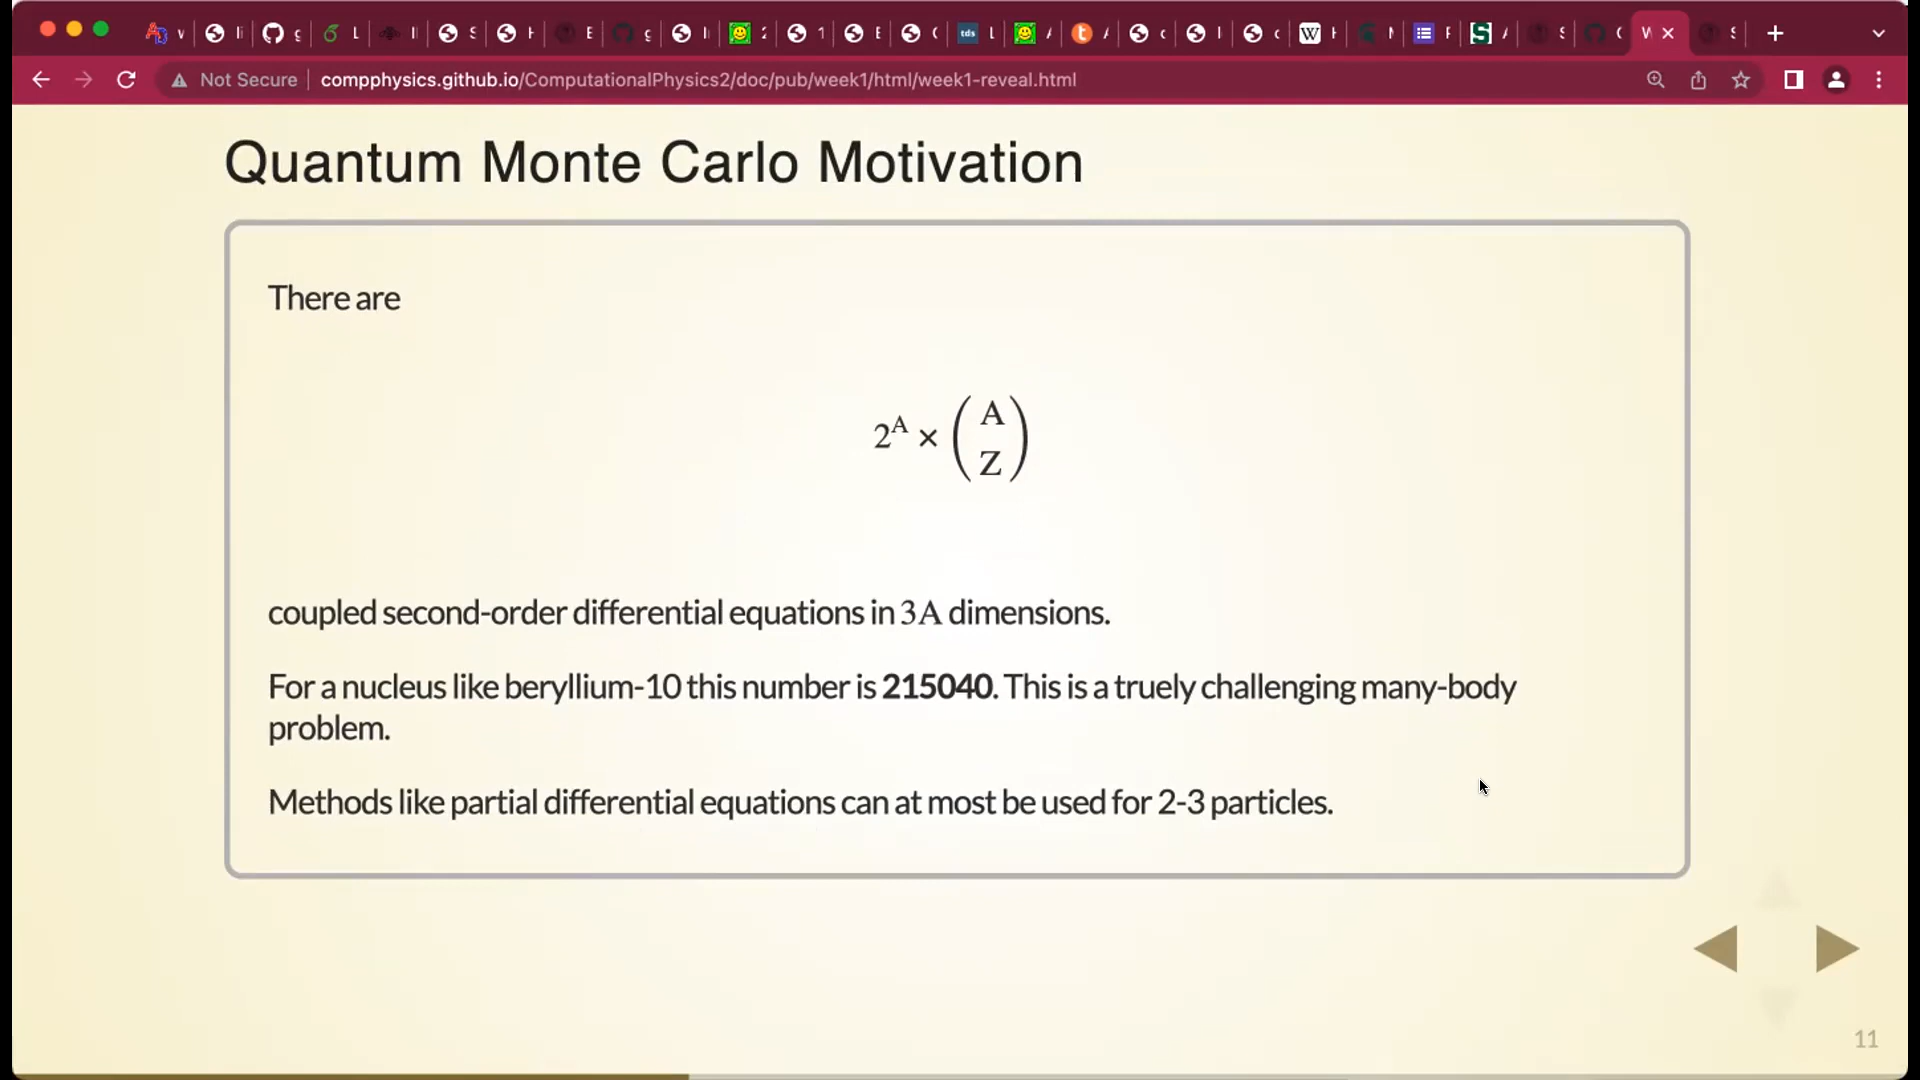 Not Secure compphysics.github.io/ComputationalPhysics2/doc/pub/week1/html/week1-reveal.html
Quantum Monte Carlo Motivation
There are
2^A × (A Z)
coupled second-order differential equations in 3A dimensions.
For a nucleus like beryllium-10 this number is 215040. This is a truely challenging many-body
problem.
Methods like partial differential equations can at most be used for 2-3 particles.
11